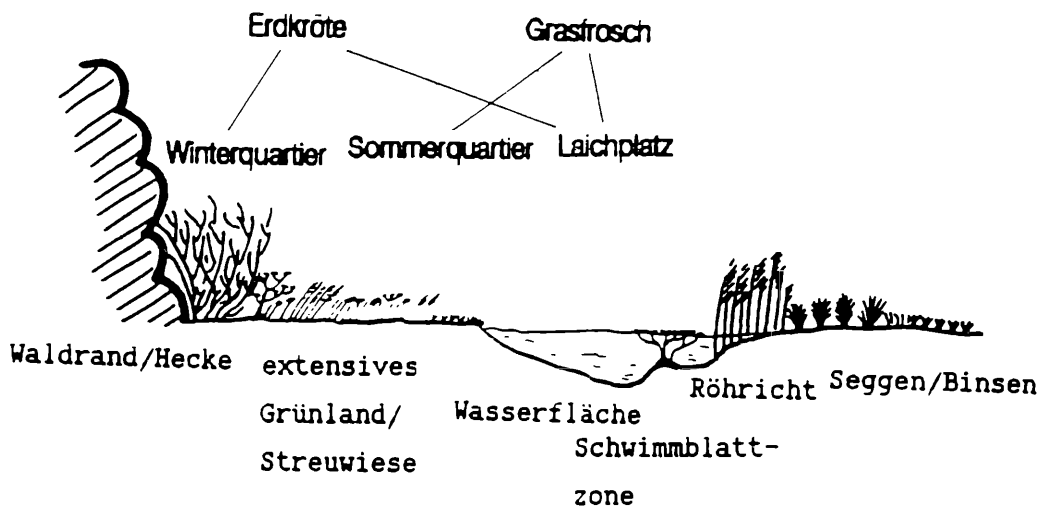 Erdkröte Grasfrosch
Winterquartier Sommerquartier Laichplatz
Waldrand/Hecke
extensives
Grünland/
Streuwiese
Wasserfläche
Schwimmblatt-
zone
Röhricht
Seggen/Binsen